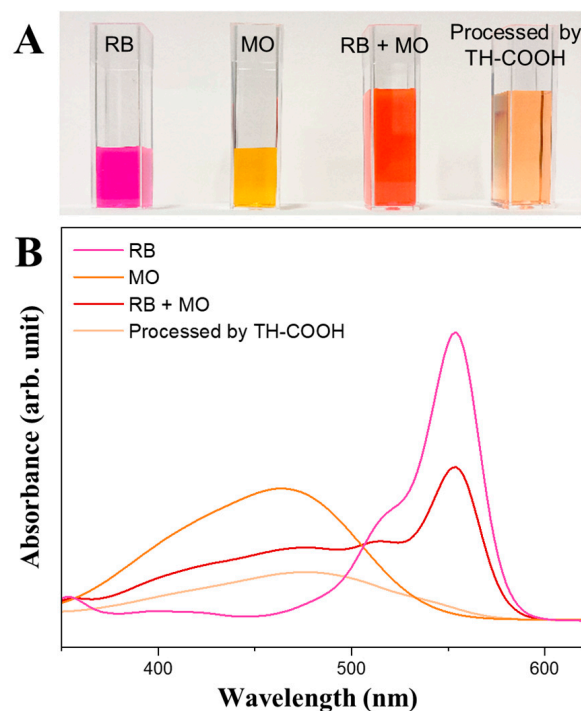 A
RB
MO
RB + MO
Processed by
TH-COOH
B
RB
MO
RB + MO
Processed by TH-COOH
Absorbance (arb. unit)
400
500
600
Wavelength (nm)